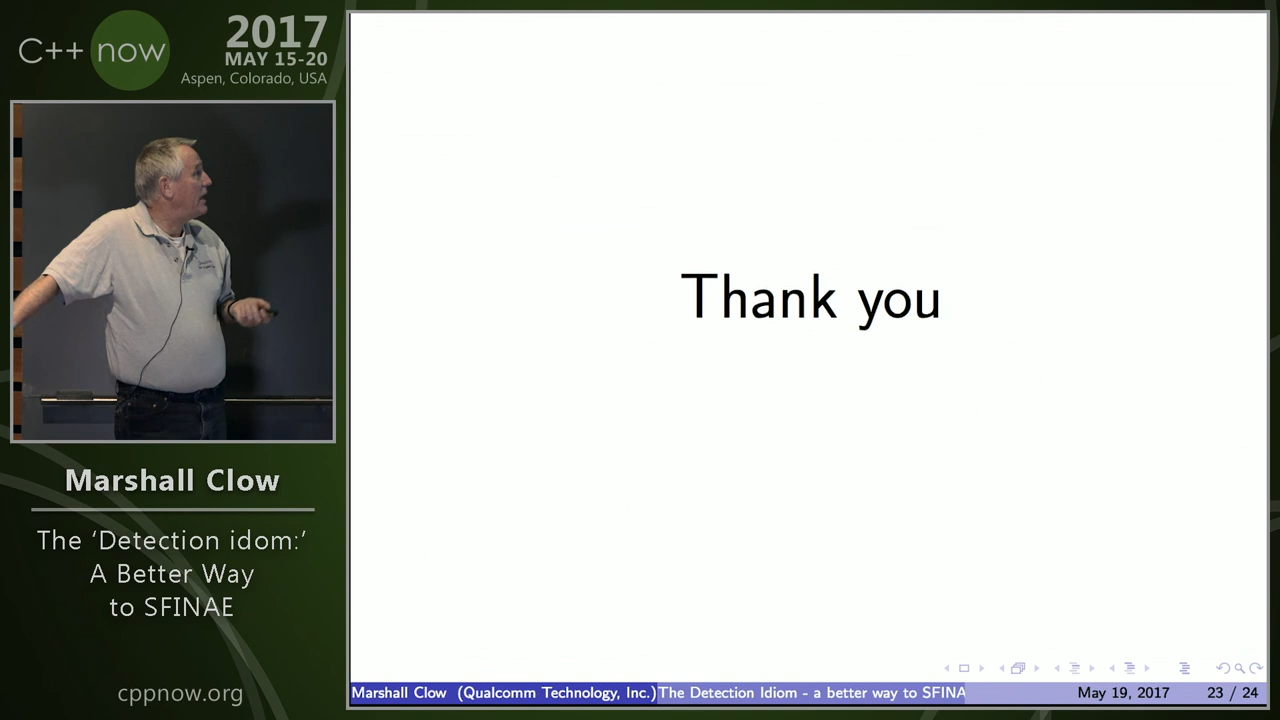 C++ now
2017
MAY 15-20
Aspen, Colorado, USA
Marshall Clow
The ‘Detection idom:’
A Better Way
to SFINAE
cppnow.org
Thank you
Marshall Clow (Qualcomm Technology, Inc.) The Detection Idiom - a better way to SFINA May 19, 2017 23 / 24